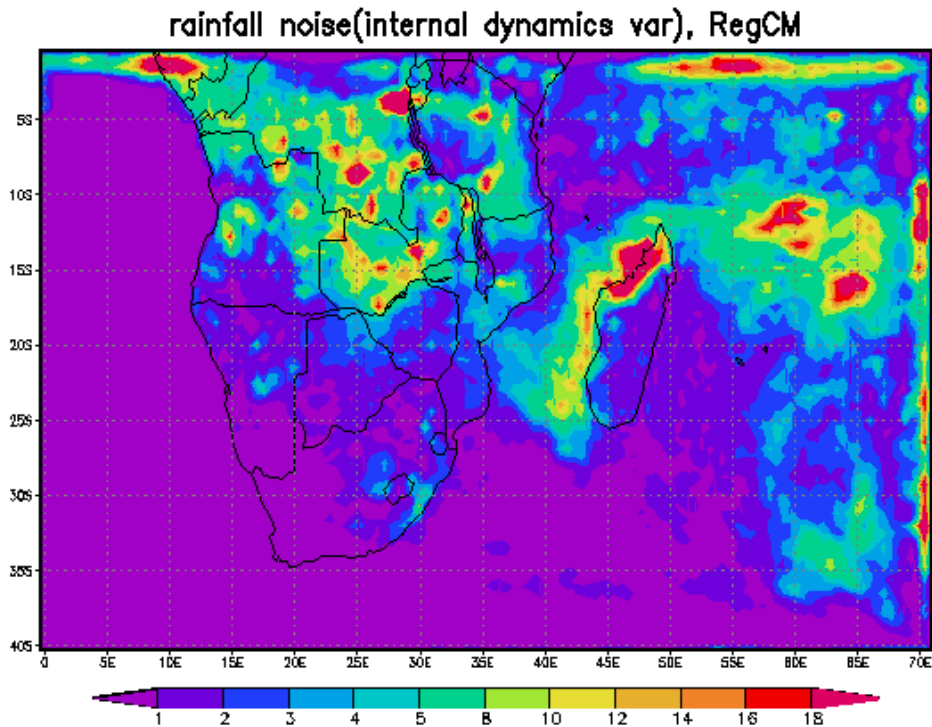 rainfall noise(internal dynamics var), RegCM
5S
10S
15S
20S
25S
30S
35S
40S
0 5E 10E 15E 20E 25E 30E 35E 40E 45E 50E 55E 60E 65E 70E
1 2 3 4 5 8 10 12 14 16 18